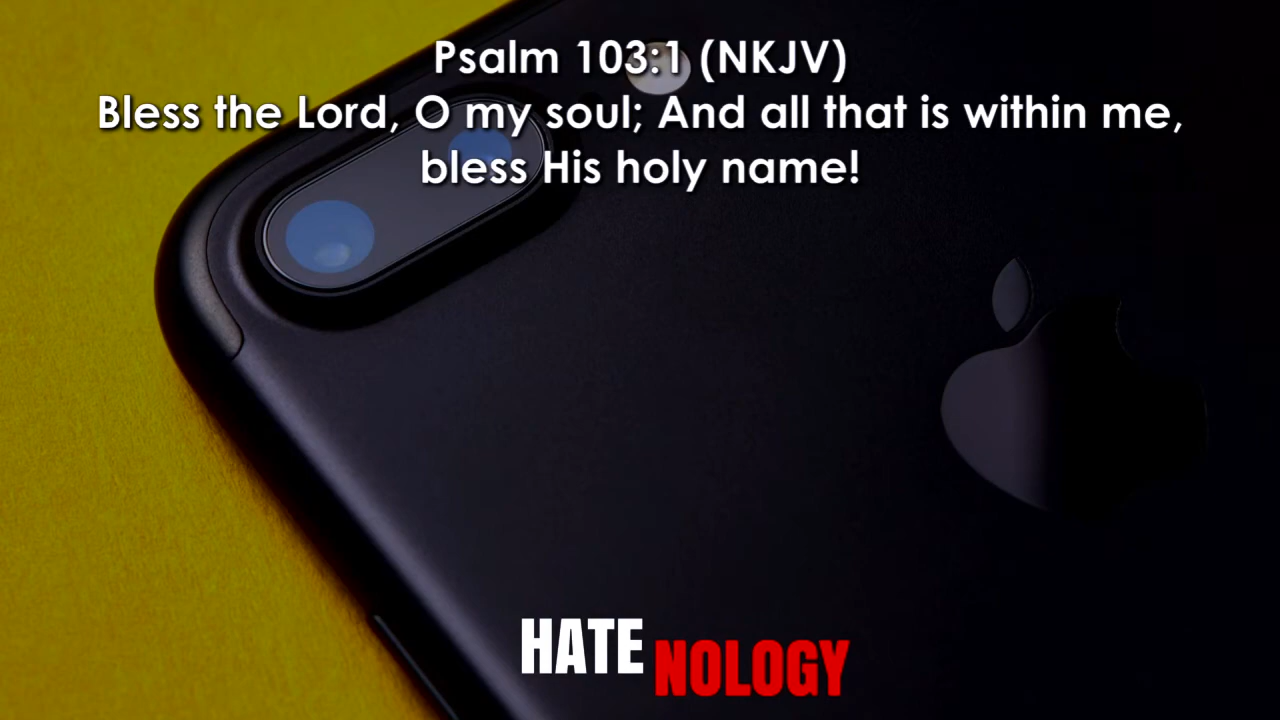 Psalm 103:1 (NKJV)
Bless the Lord, O my soul; And all that is within me,
bless His holy name!
HATE NOLOGY